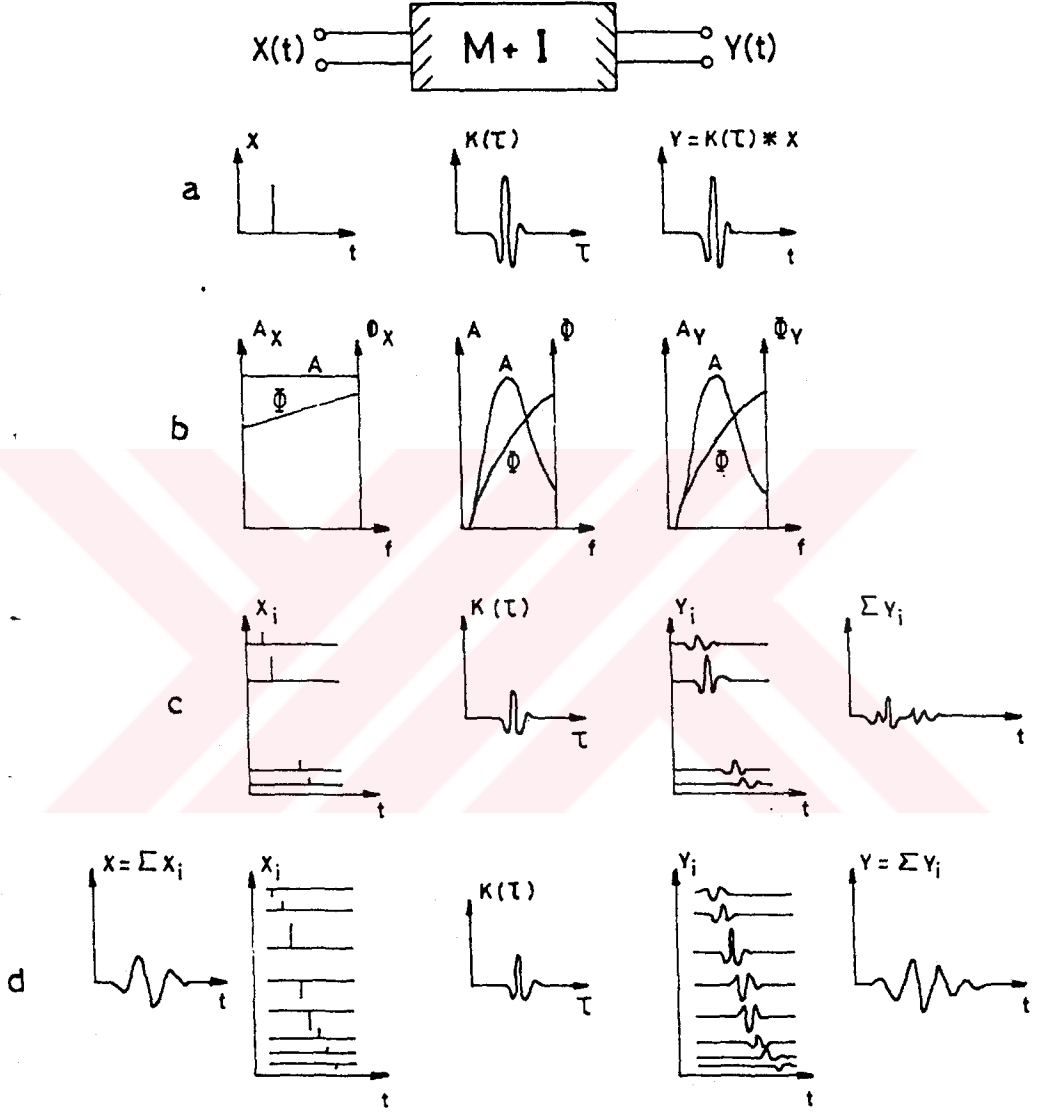 X(t) M+ I Y(t)
a
X K(τ) Y = K(τ) * X
t τ t
b
A_X Φ_X A Φ A_Y Φ_Y
A A A
Φ Φ Φ
f f f
c
X_i K(τ) Y_i ΣY_i
t τ t t
d
X = ΣX_i X_i K(τ) Y_i Y = ΣY_i
t t τ t t